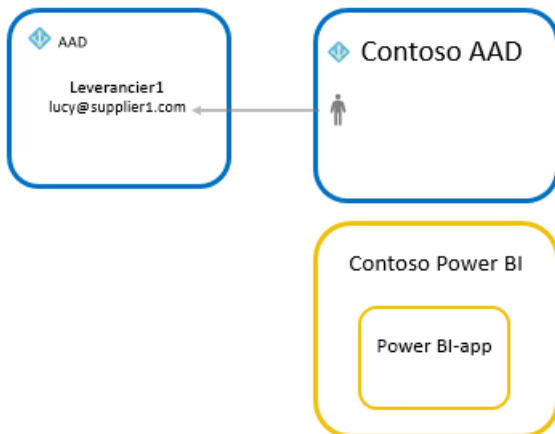 AAD
Leverancier1
lucy@supplier1.com
Contoso AAD
Contoso Power BI
Power BI-app